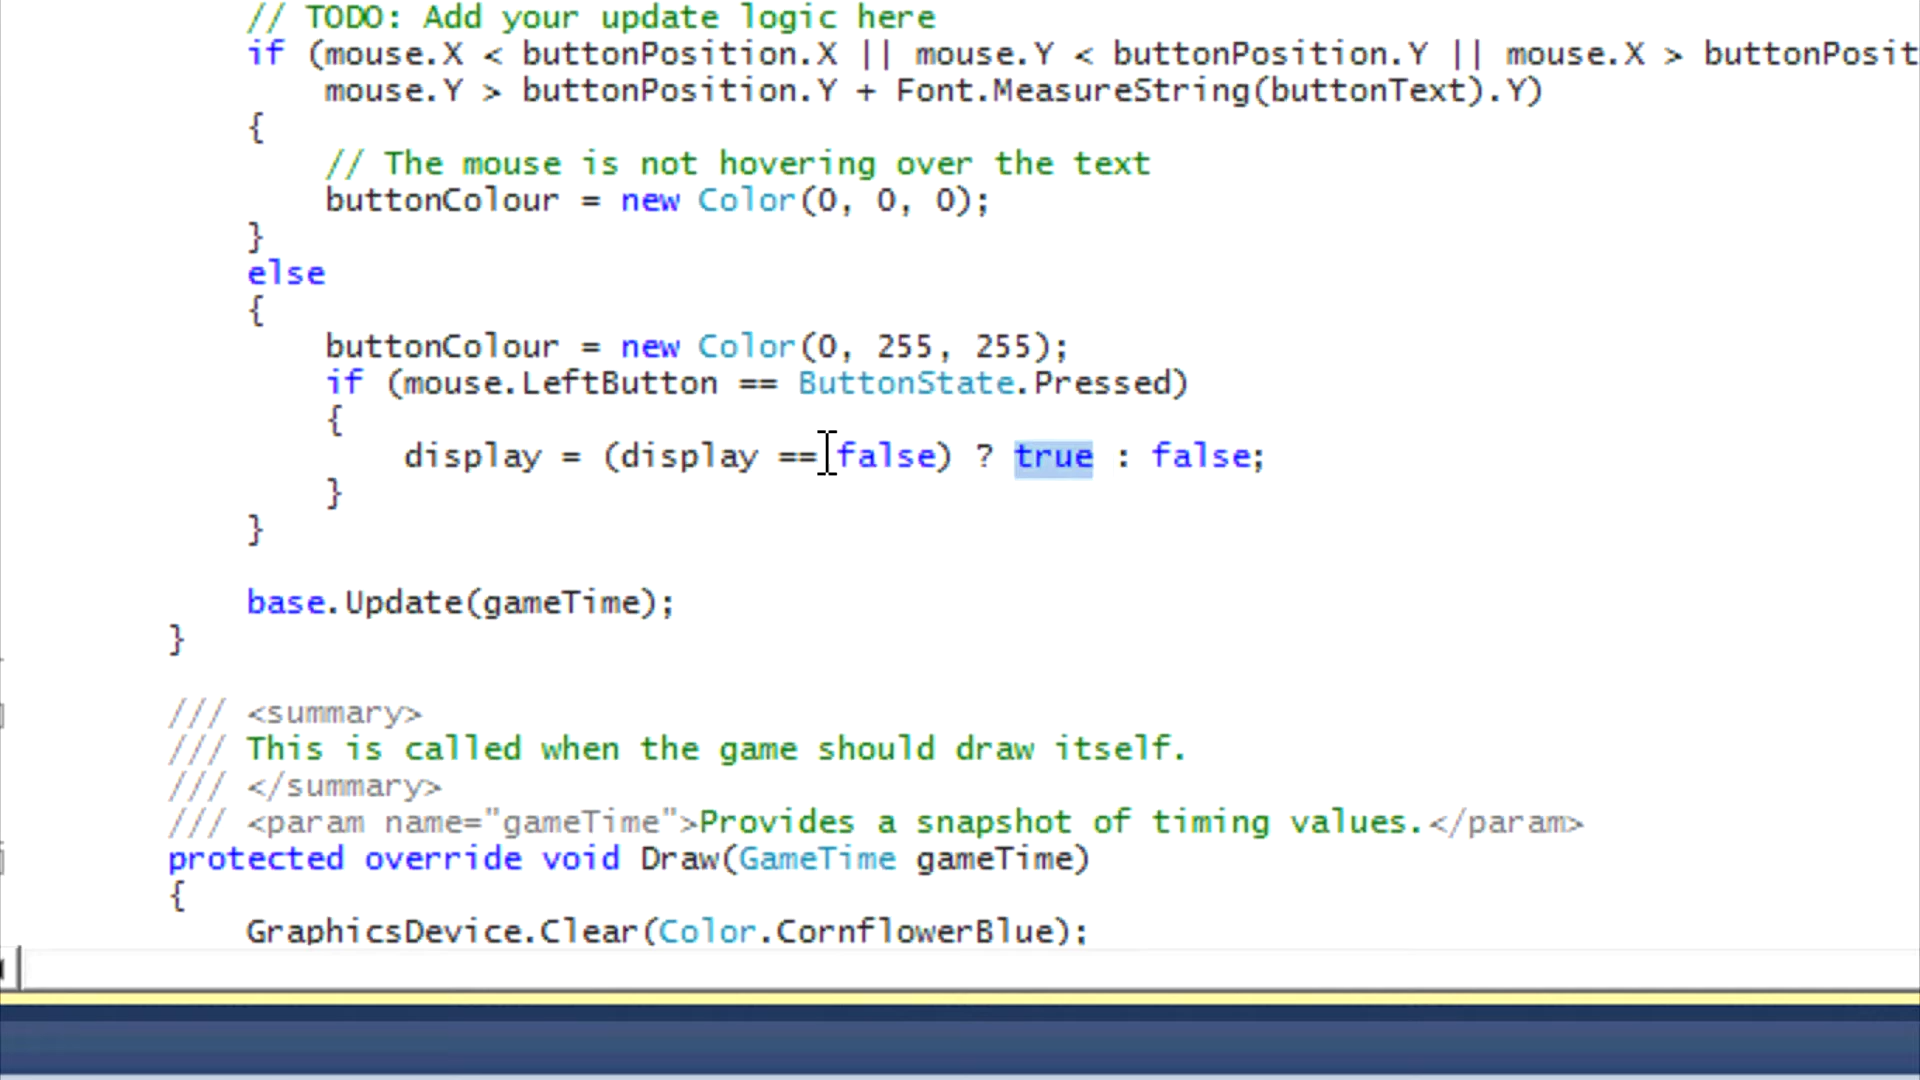 // TODO: Add your update logic here
if (mouse.X < buttonPosition.X || mouse.Y < buttonPosition.Y || mouse.X > buttonPosit
mouse.Y > buttonPosition.Y + Font.MeasureString(buttonText).Y)
{
// The mouse is not hovering over the text
buttonColour = new Color(0, 0, 0);
}
else
{
buttonColour = new Color(0, 255, 255);
if (mouse.LeftButton == ButtonState.Pressed)
{
display = (display == false) ? true : false;
}
}
base.Update(gameTime);
}
/// <summary>
/// This is called when the game should draw itself.
/// </summary>
/// <param name="gameTime">Provides a snapshot of timing values.</param>
protected override void Draw(GameTime gameTime)
{
GraphicsDevice.Clear(Color.CornflowerBlue);